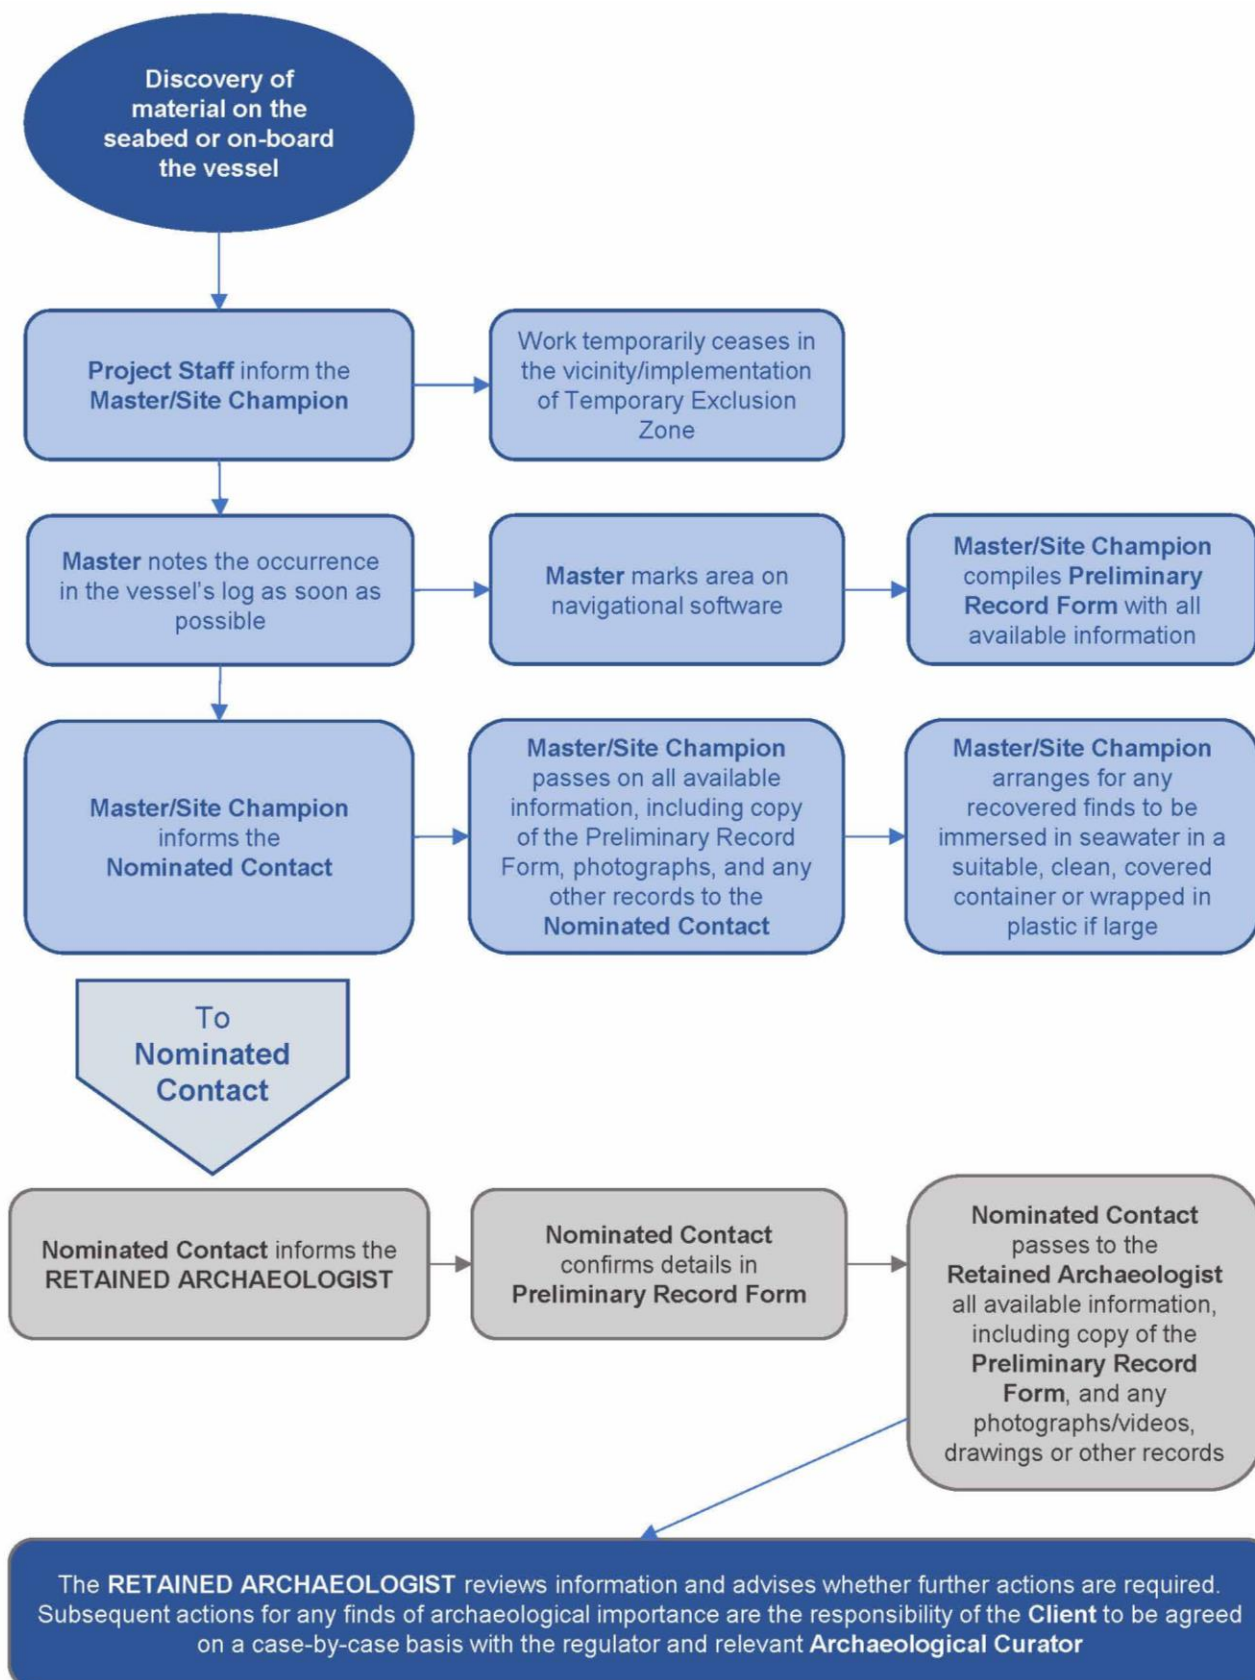 Discovery of
material on the
seabed or on-board
the vessel
Project Staff inform the
Master/Site Champion
Work temporarily ceases in
the vicinity/implementation
of Temporary Exclusion
Zone
Master notes the occurrence
in the vessel's log as soon as
possible
Master marks area on
navigational software
Master/Site Champion
compiles Preliminary
Record Form with all
available information
Master/Site Champion
informs the
Nominated Contact
Master/Site Champion
passes on all available
information, including copy
of the Preliminary Record
Form, photographs, and any
other records to the
Nominated Contact
Master/Site Champion
arranges for any
recovered finds to be
immersed in seawater in a
suitable, clean, covered
container or wrapped in
plastic if large
To
Nominated
Contact
Nominated Contact informs the
RETAINED ARCHAEOLOGIST
Nominated Contact
confirms details in
Preliminary Record Form
Nominated Contact
passes to the
Retained Archaeologist
all available information,
including copy of the
Preliminary Record
Form, and any
photographs/videos,
drawings or other records
The RETAINED ARCHAEOLOGIST reviews information and advises whether further actions are required.
Subsequent actions for any finds of archaeological importance are the responsibility of the Client to be agreed
on a case-by-case basis with the regulator and relevant Archaeological Curator